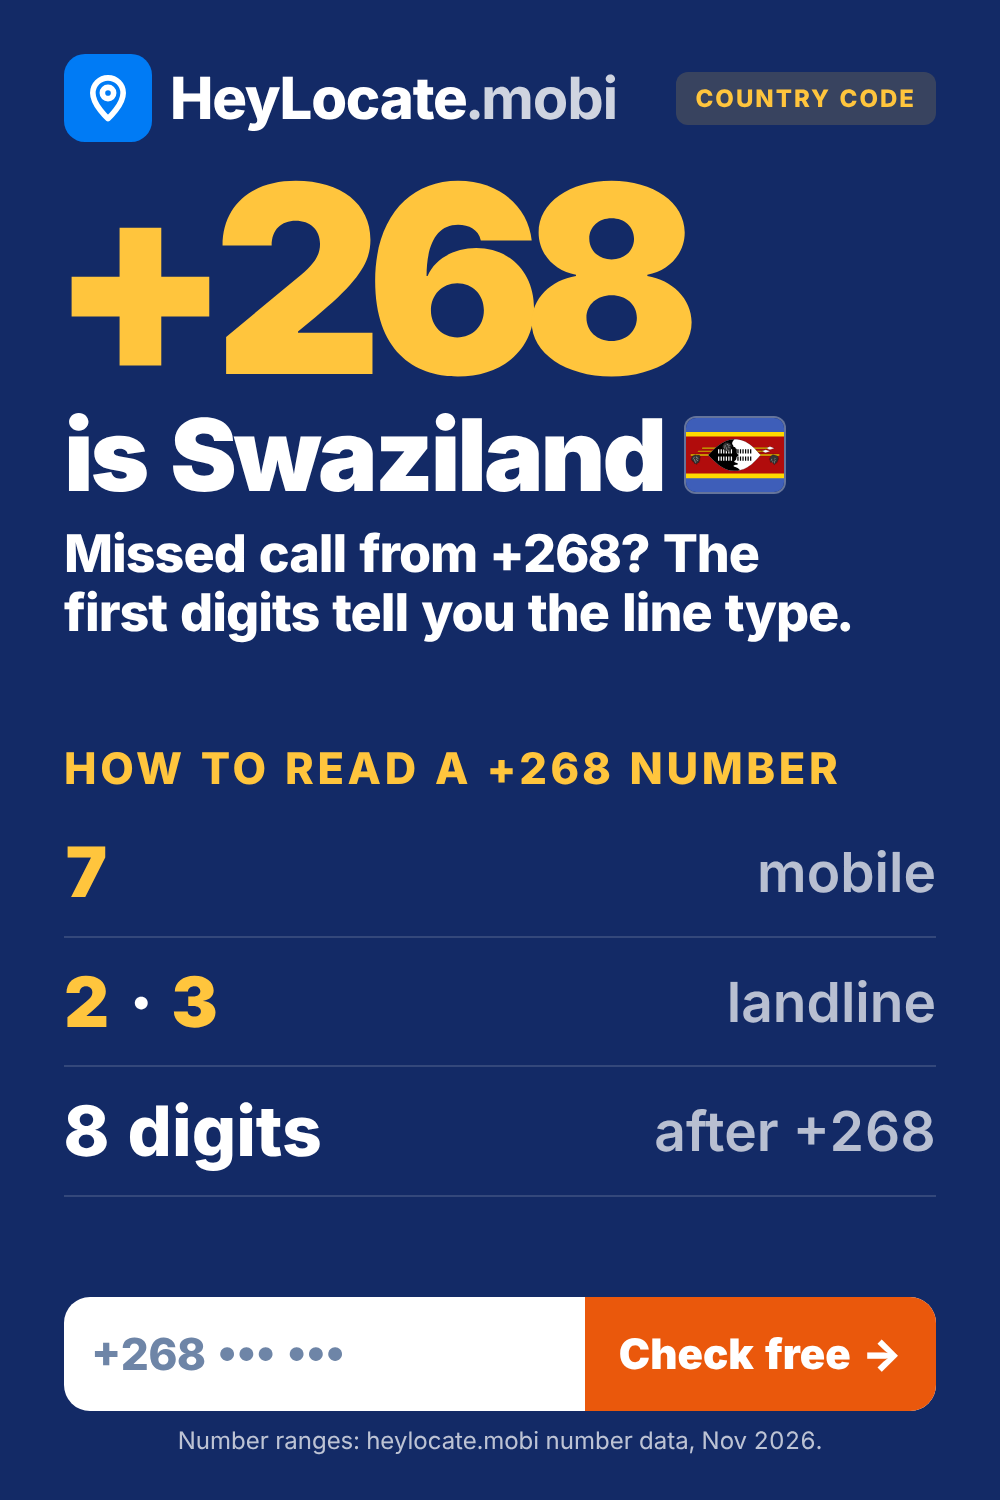 HeyLocate.mobi
COUNTRY CODE
+268
is Swaziland
Missed call from +268? The
first digits tell you the line type.
HOW TO READ A +268 NUMBER
7 mobile
2 · 3 landline
8 digits after +268
+268 ••• •••
Check free →
Number ranges: heylocate.mobi number data, Nov 2026.